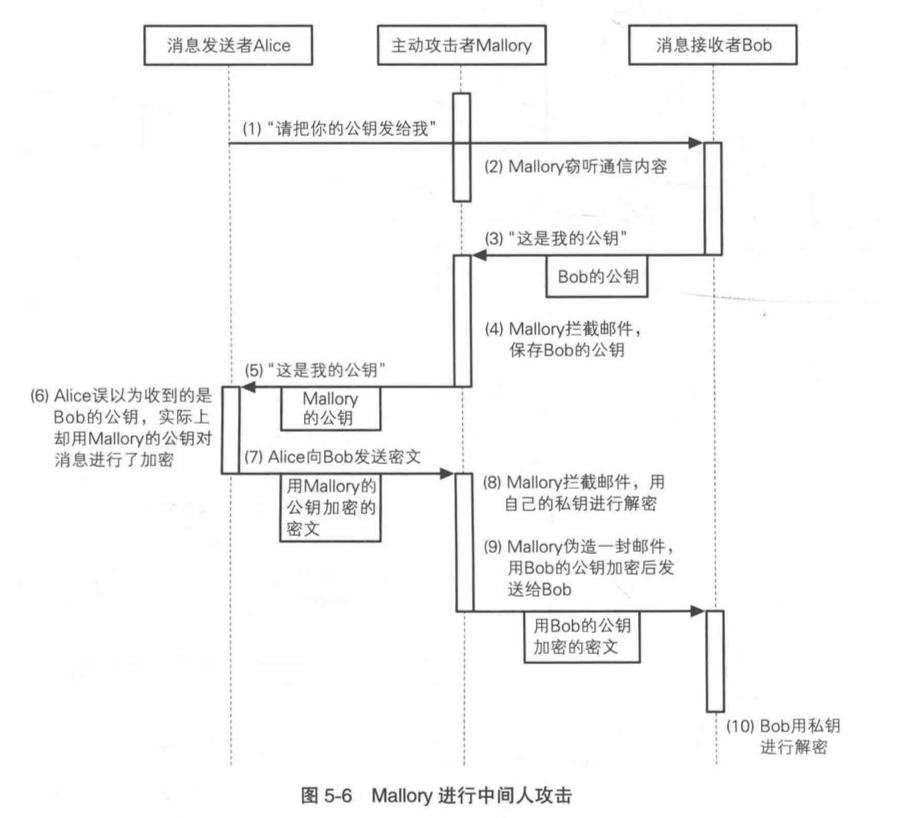 消息发送者Alice
主动攻击者Mallory
消息接收者Bob
(1) “请把你的公钥发给我”
(2) Mallory窃听通信内容
(3) “这是我的公钥”
Bob的公钥
(4) Mallory拦截邮件，
保存Bob的公钥
(5) “这是我的公钥”
Mallory
的公钥
(6) Alice误以为收到的是
Bob的公钥，实际上
却用Mallory的公钥对
消息进行了加密
(7) Alice向Bob发送密文
用Mallory的
公钥加密的
密文
(8) Mallory拦截邮件，用
自己的私钥进行解密
(9) Mallory伪造一封邮件，
用Bob的公钥加密后发
送给Bob
用Bob的公钥
加密的密文
(10) Bob用私钥
进行解密
图 5-6 Mallory 进行中间人攻击